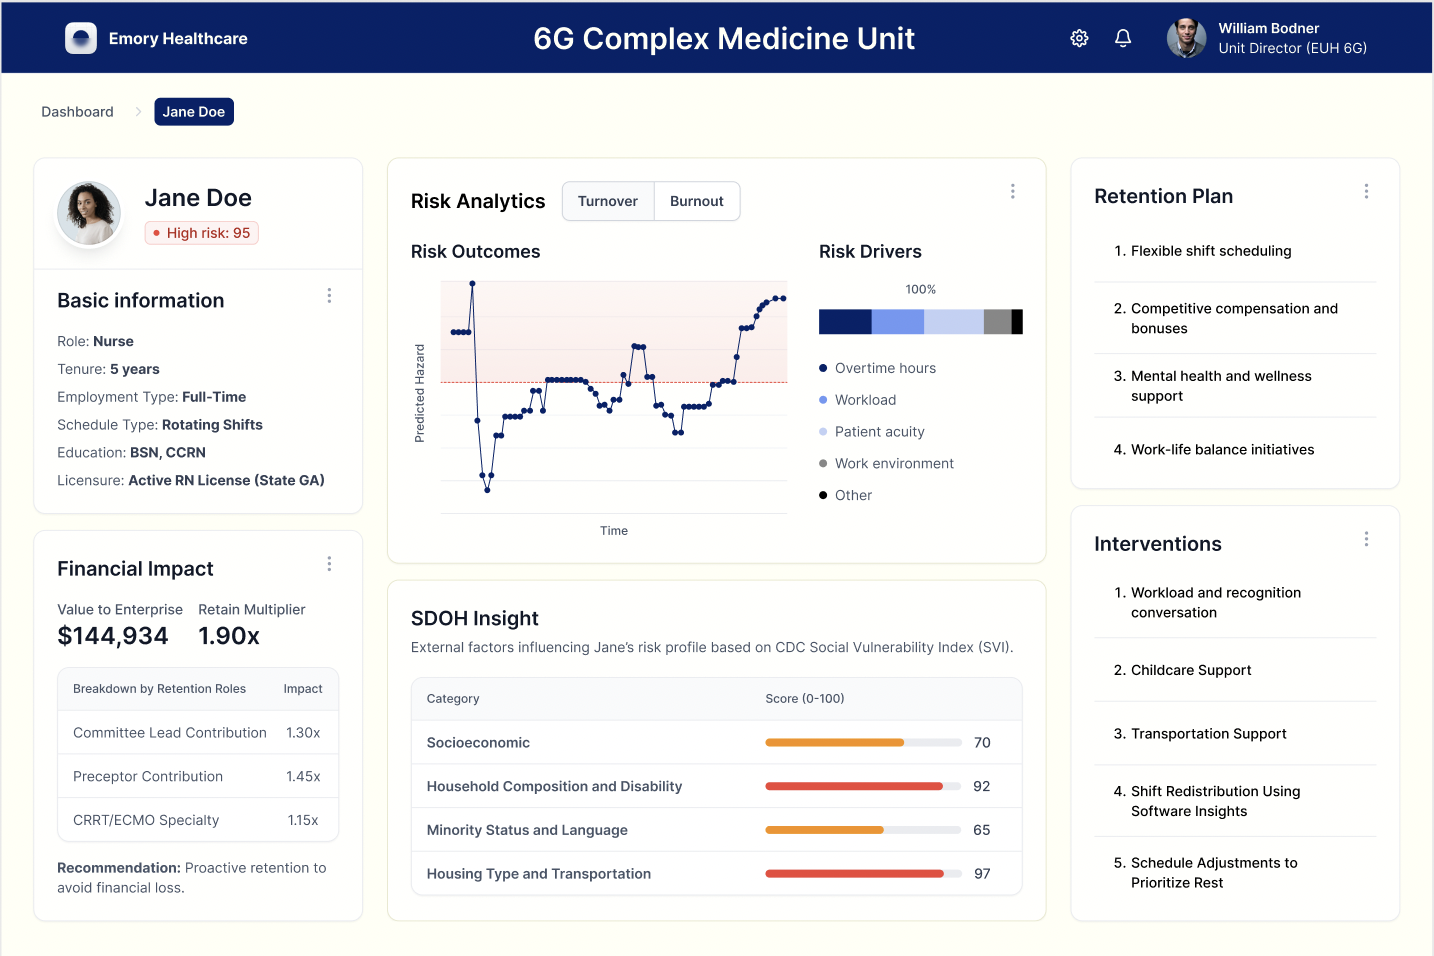 Emory Healthcare
6G Complex Medicine Unit
William Bodner
Unit Director (EUH 6G)
Dashboard
Jane Doe
Jane Doe
High risk: 95
Basic information
Role: Nurse
Tenure: 5 years
Employment Type: Full-Time
Schedule Type: Rotating Shifts
Education: BSN, CCRN
Licensure: Active RN License (State GA)
Financial Impact
Value to Enterprise Retain Multiplier
$144,934 1.90x
Breakdown by Retention Roles Impact
Committee Lead Contribution 1.30x
Preceptor Contribution 1.45x
CRRT/ECMO Specialty 1.15x
Recommendation: Proactive retention to
avoid financial loss.
Risk Analytics Turnover Burnout
Risk Outcomes
Predicted Hazard
Time
Risk Drivers
100%
Overtime hours
Workload
Patient acuity
Work environment
Other
SDOH Insight
External factors influencing Jane's risk profile based on CDC Social Vulnerability Index (SVI).
Category Score (0-100)
Socioeconomic 70
Household Composition and Disability 92
Minority Status and Language 65
Housing Type and Transportation 97
Retention Plan
1. Flexible shift scheduling
2. Competitive compensation and
bonuses
3. Mental health and wellness
support
4. Work-life balance initiatives
Interventions
1. Workload and recognition
conversation
2. Childcare Support
3. Transportation Support
4. Shift Redistribution Using
Software Insights
5. Schedule Adjustments to
Prioritize Rest